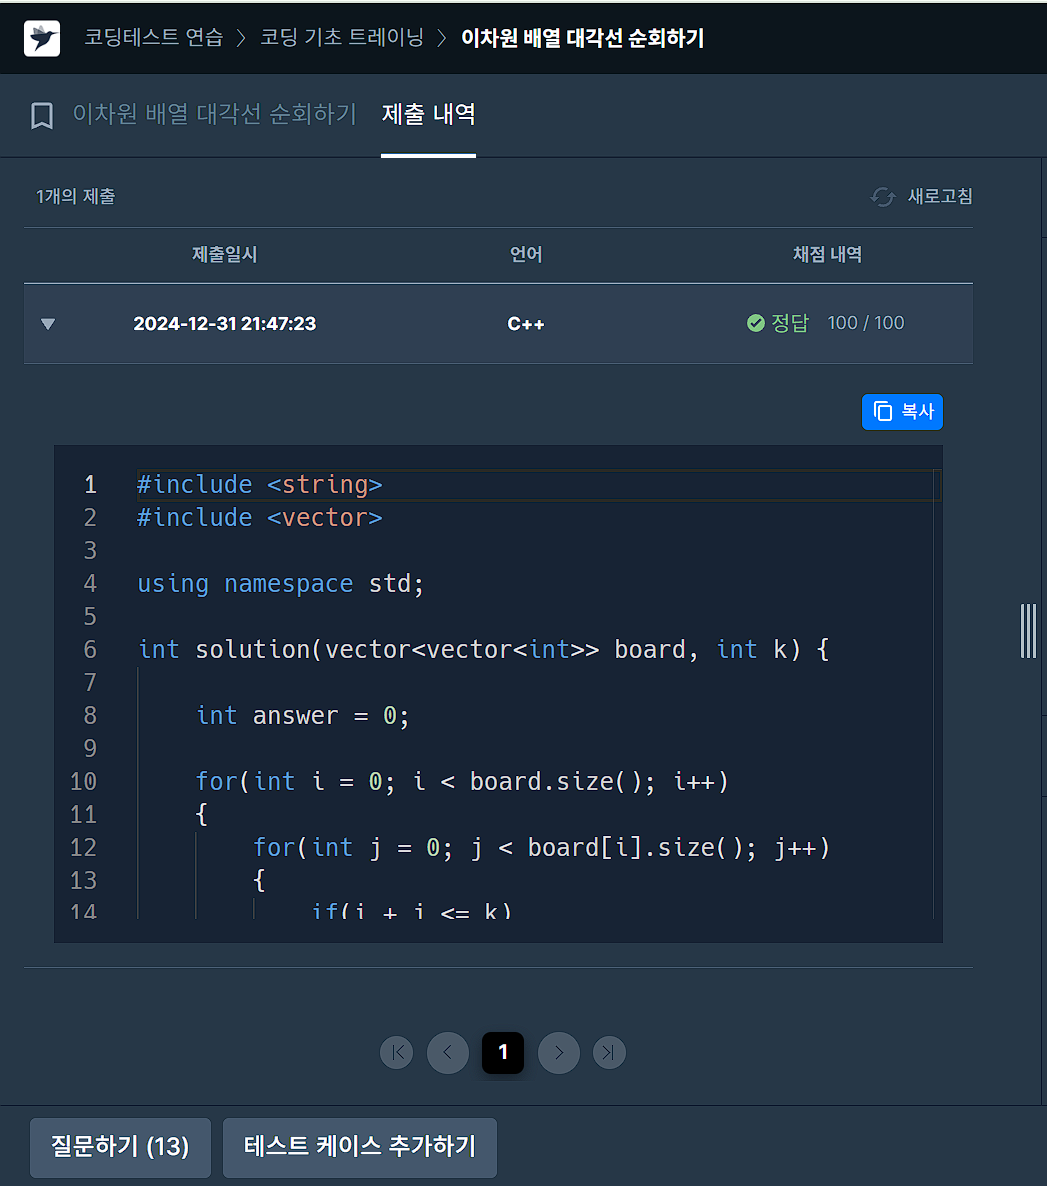 코딩테스트 연습 > 코딩 기초 트레이닝 > 이차원 배열 대각선 순회하기
이차원 배열 대각선 순회하기 제출 내역
1개의 제출 새로고침
제출일시 언어 채점 내역
2024-12-31 21:47:23 C++ 정답 100 / 100
복사
1 #include <string>
2 #include <vector>
3
4 using namespace std;
5
6 int solution(vector<vector<int>> board, int k) {
7
8 int answer = 0;
9
10 for(int i = 0; i < board.size(); i++)
11 {
12 for(int j = 0; j < board[i].size(); j++)
13 {
14 if(i + j <= k)
1
질문하기 (13) 테스트 케이스 추가하기